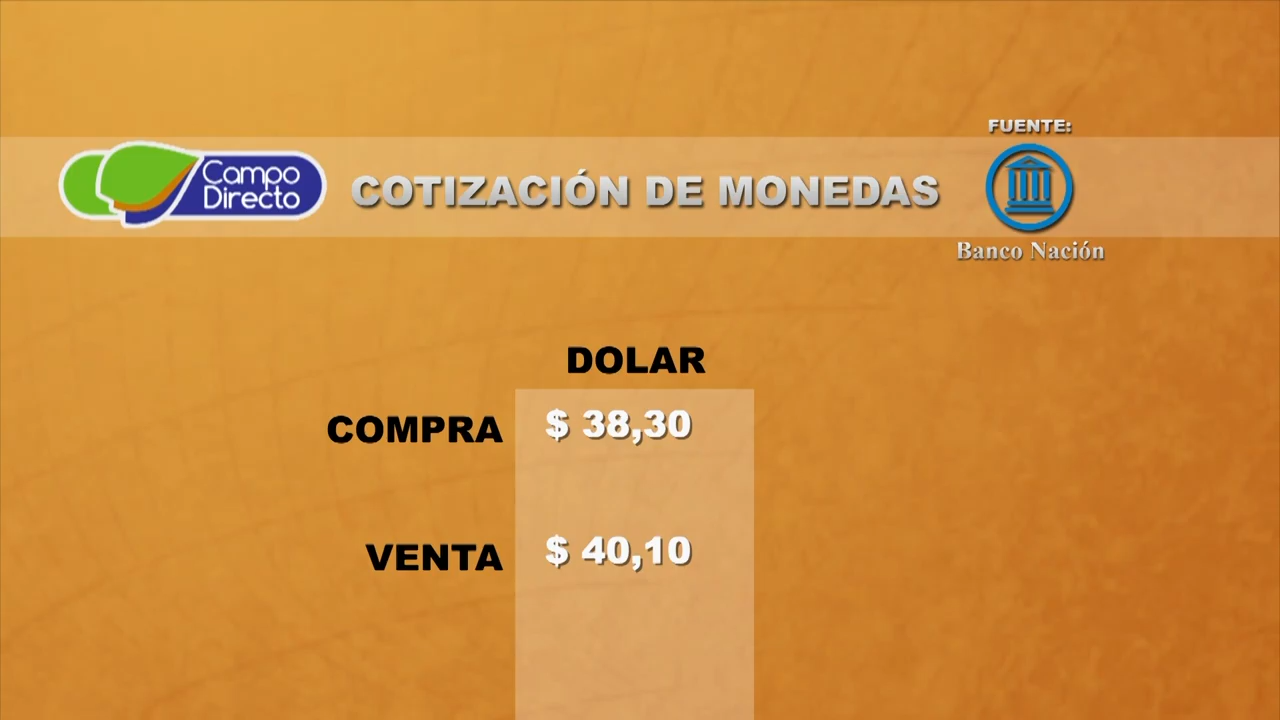 FUENTE:
Campo
Directo
COTIZACIÓN DE MONEDAS
Banco Nación
DOLAR
COMPRA $ 38,30
VENTA $ 40,10